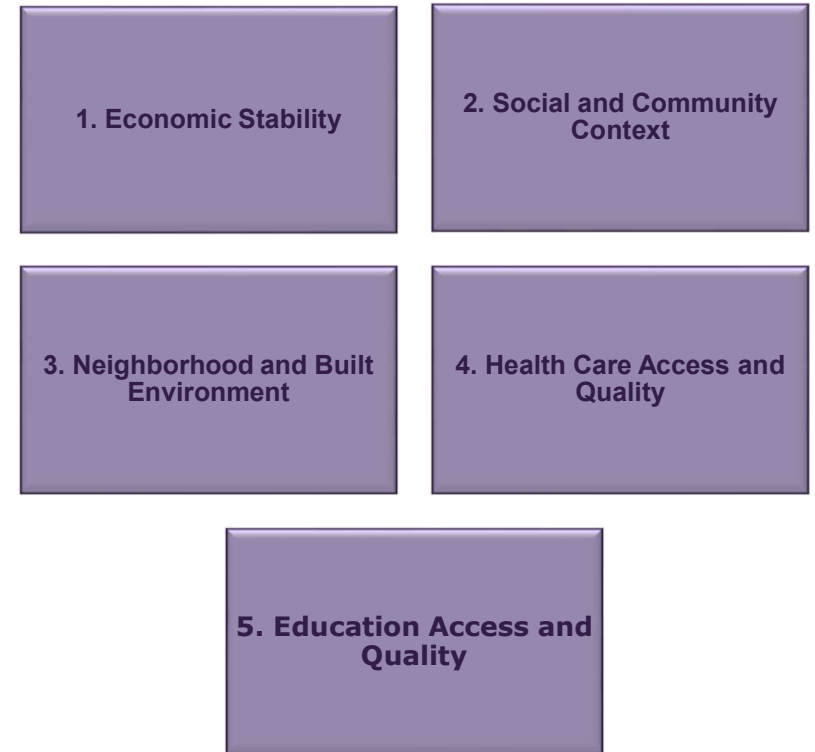 1. Economic Stability
2. Social and Community
Context
3. Neighborhood and Built
Environment
4. Health Care Access and
Quality
5. Education Access and
Quality